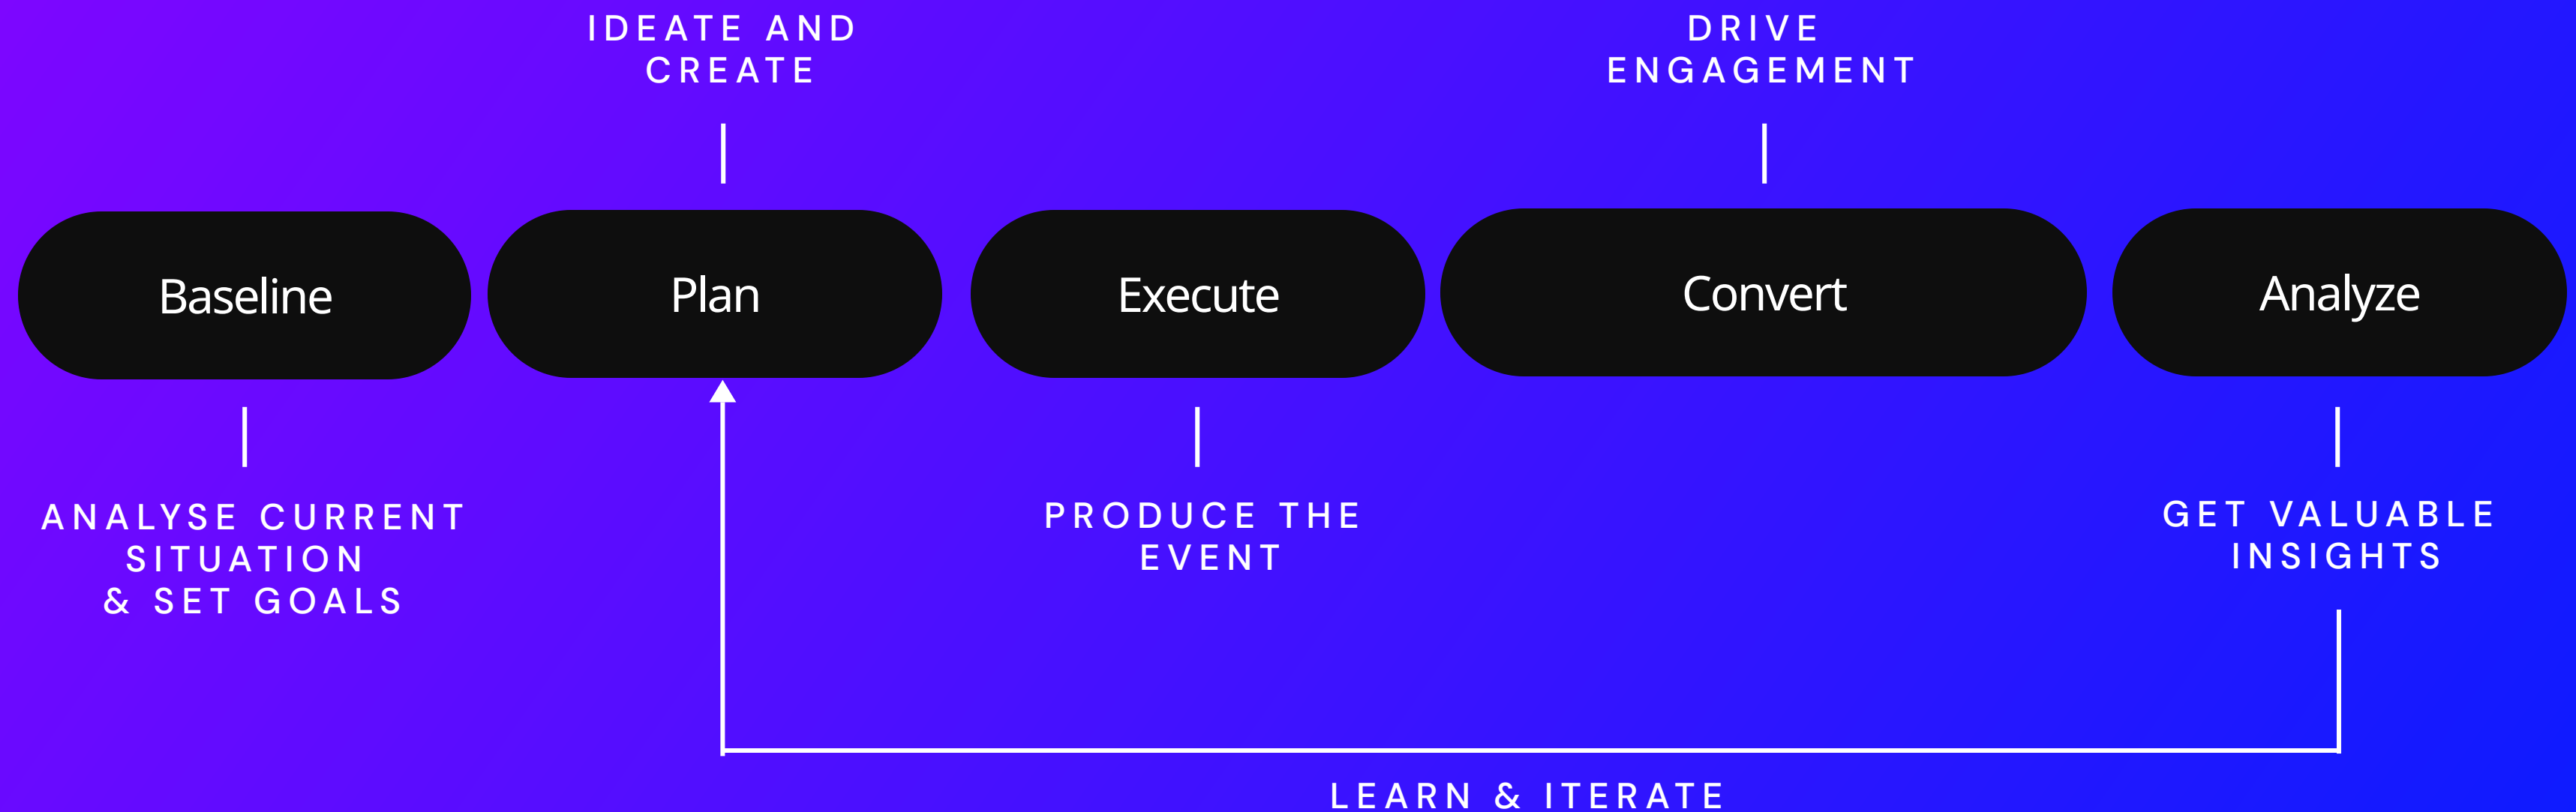 IDEATE AND
CREATE
DRIVE
ENGAGEMENT
Baseline
Plan
Execute
Convert
Analyze
ANALYSE CURRENT
SITUATION
& SET GOALS
PRODUCE THE
EVENT
GET VALUABLE
INSIGHTS
LEARN & ITERATE